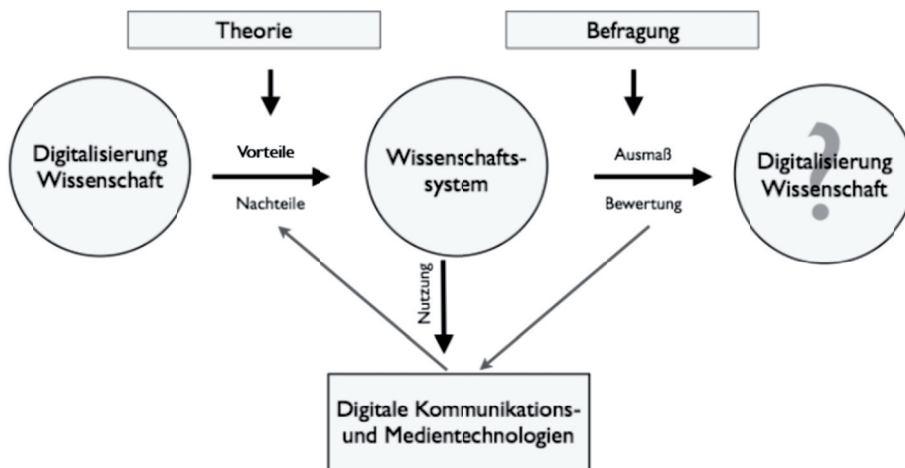 Theorie
Befragung
Digitalisierung
Wissenschaft
Vorteile
Nachteile
Wissenschafts-
system
Ausmaß
Bewertung
?
Digitalisierung
Wissenschaft
Nutzung
Digitale Kommunikations-
und Medientechnologien